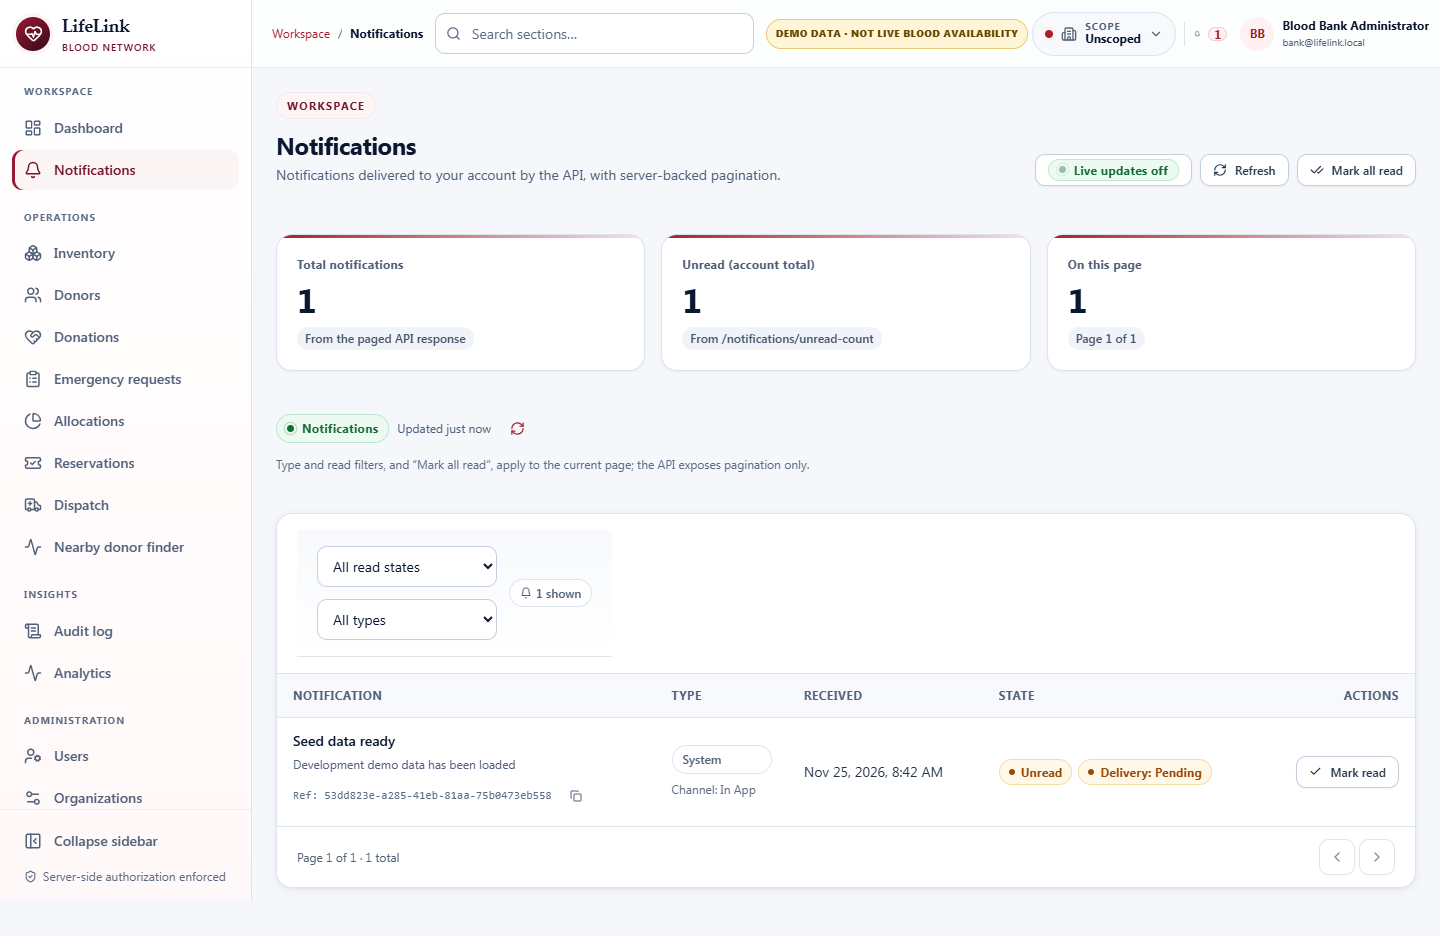 LifeLink
BLOOD NETWORK
WORKSPACE
Dashboard
Notifications
OPERATIONS
Inventory
Donors
Donations
Emergency requests
Allocations
Reservations
Dispatch
Nearby donor finder
INSIGHTS
Audit log
Analytics
ADMINISTRATION
Users
Organizations
Collapse sidebar
Server-side authorization enforced
Workspace / Notifications
Search sections...
DEMO DATA · NOT LIVE BLOOD AVAILABILITY
SCOPE
Unscoped
1
BB
Blood Bank Administrator
bank@lifelink.local
WORKSPACE
Notifications
Notifications delivered to your account by the API, with server-backed pagination.
Live updates off
Refresh
Mark all read
Total notifications
1
From the paged API response
Unread (account total)
1
From /notifications/unread-count
On this page
1
Page 1 of 1
Notifications
Updated just now
Type and read filters, and “Mark all read”, apply to the current page; the API exposes pagination only.
All read states
All types
1 shown
NOTIFICATION TYPE RECEIVED STATE ACTIONS
Seed data ready
Development demo data has been loaded
Ref: 53dd823e-a285-41eb-81aa-75b0473eb558
System
Channel: In App
Nov 25, 2026, 8:42 AM
Unread
Delivery: Pending
Mark read
Page 1 of 1 · 1 total